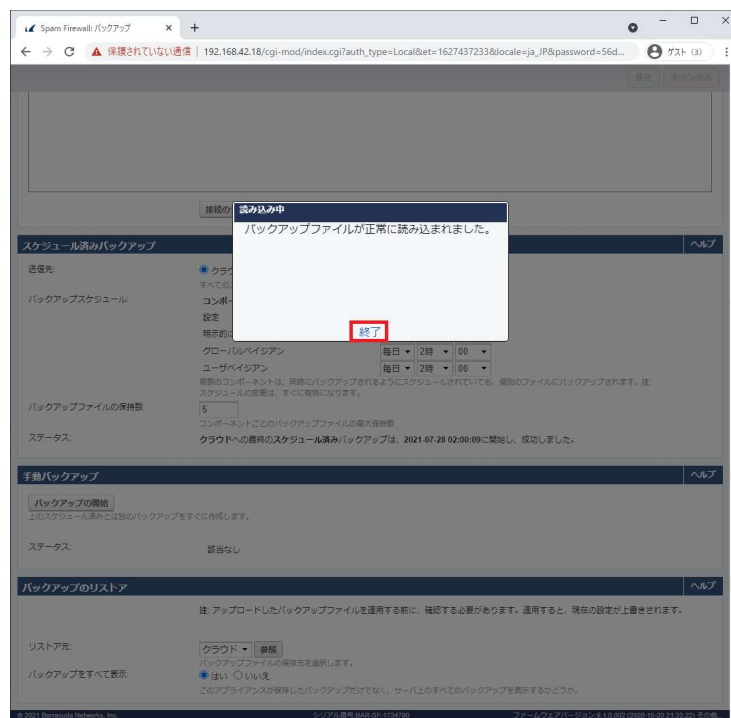 Spam Firewall: バックアップ
保護されていない通信 | 192.168.42.18/cgi-mod/index.cgi?auth_type=Local&et=1627437233&locale=ja_JP&password=56d...
ゲスト (3)
保存 キャンセル
接続の
読み込み中
バックアップファイルが正常に読み込まれました。
終了
スケジュール済みバックアップ ヘルプ
送信先:
クラウ
すべての
バックアップスケジュール:
コンポー
設定
明示的に
グローバルベイジアン 毎日 2時 00
ユーザベイジアン 毎日 2時 00
複数のコンポーネントは、同時にバックアップされるようにスケジュールされていても、個別のファイルにバックアップされます。注
スケジュールの変更は、すぐに有効になります。
バックアップファイルの保持数: 5
コンポーネントごとのバックアップファイルの最大保持数
ステータス: クラウドへの最終のスケジュール済みバックアップは、2021-07-28 02:00:09に開始し、成功しました。
手動バックアップ ヘルプ
バックアップの開始
上のスケジュール済みとは別のバックアップをすぐに作成します。
ステータス: 該当なし
バックアップのリストア ヘルプ
注: アップロードしたバックアップファイルを適用する前に、確認する必要があります。適用すると、現在の設定が上書きされます。
リストア元: クラウド 参照
バックアップファイルの保存先を選択します。
バックアップをすべて表示: はい いいえ
このアプライアンスが保存したバックアップだけでなく、サーバ上のすべてのバックアップを表示するかどうか。
© 2021 Barracuda Networks, Inc. シリアル番号:BAR-SF-1734790 ファームウェアバージョン:9.1.0.002 (2020-10-20 21:33:22) その他...